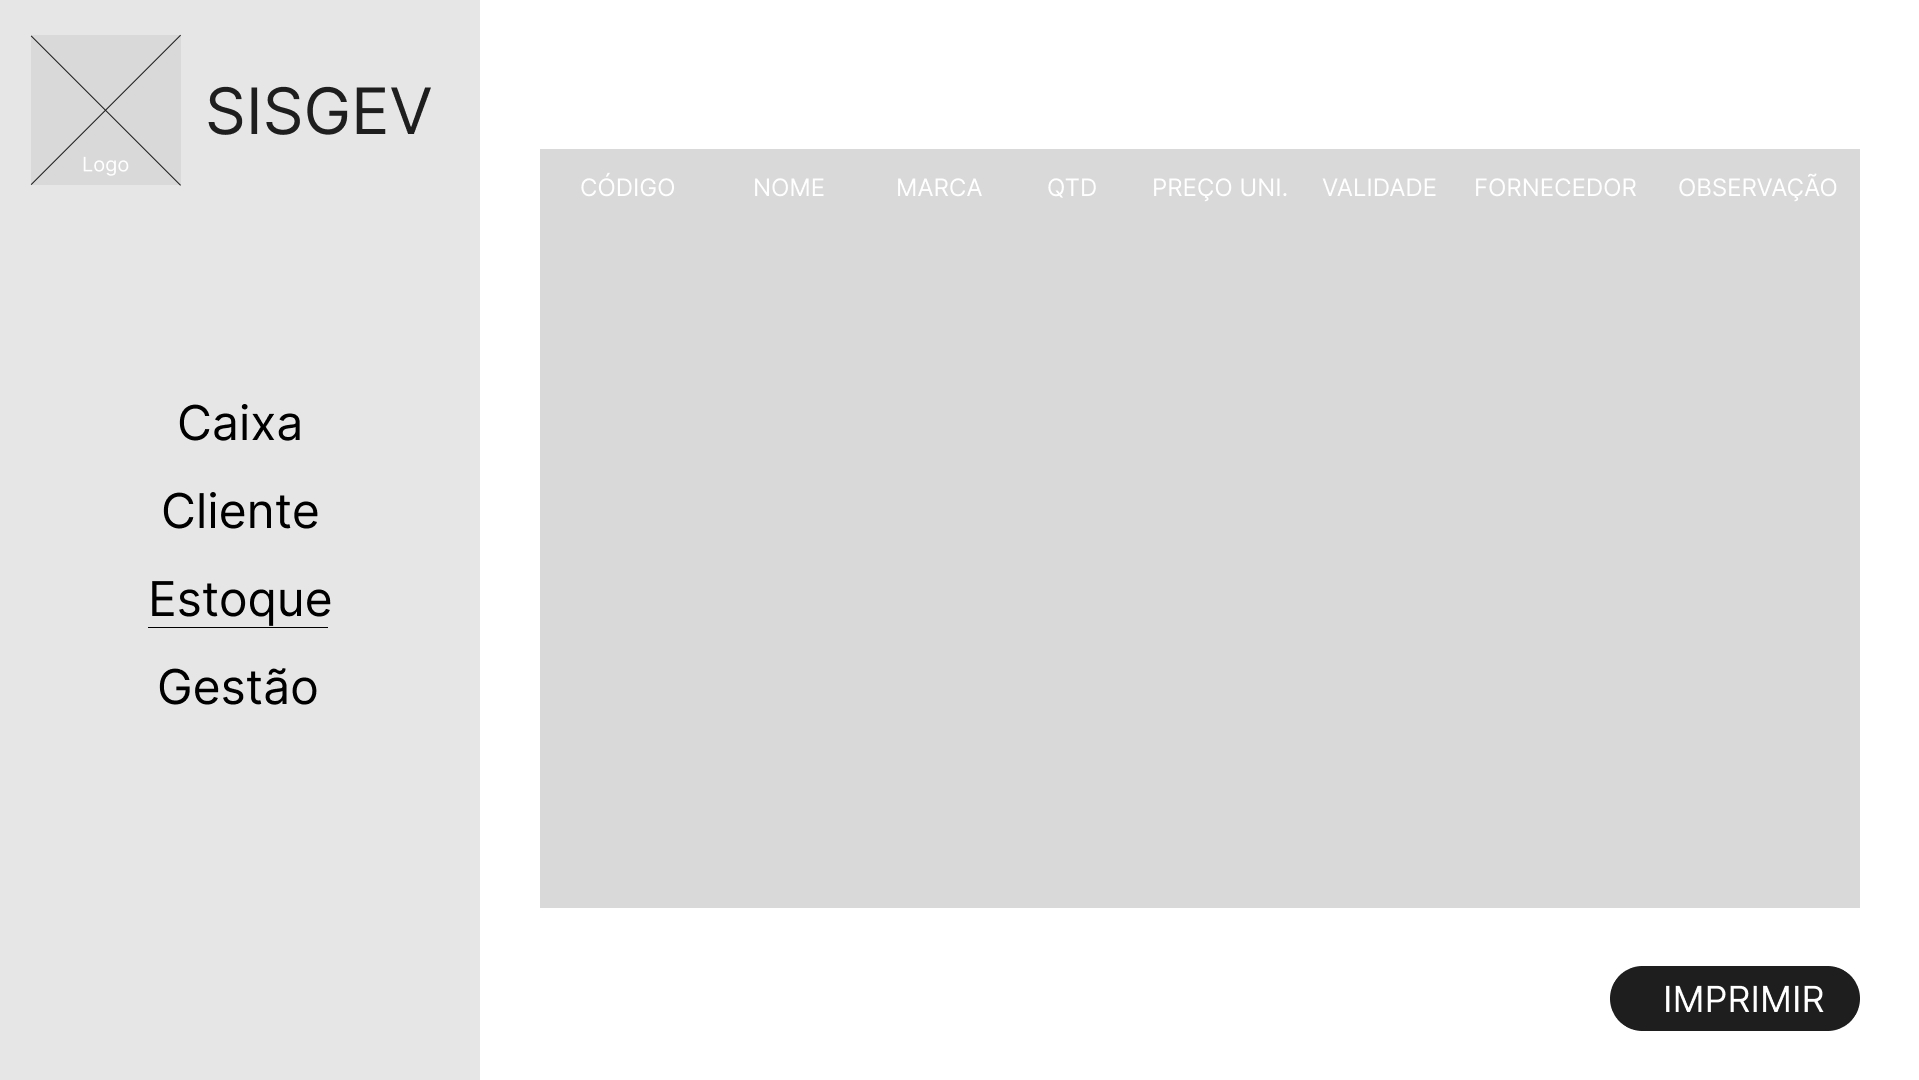 SISGEV
Logo
Caixa
Cliente
Estoque
Gestão
CÓDIGO NOME MARCA QTD PREÇO UNI. VALIDADE FORNECEDOR OBSERVAÇÃO
IMPRIMIR